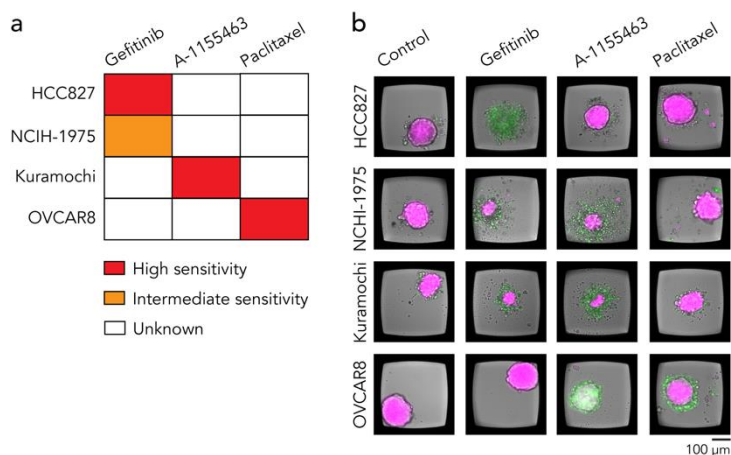 a
Gefitinib
A-1155463
Paclitaxel
HCC827
NCIH-1975
Kuramochi
OVCAR8
High sensitivity
Intermediate sensitivity
Unknown
b
Control
Gefitinib
A-1155463
Paclitaxel
HCC827
NCHI-1975
Kuramochi
OVCAR8
100 μm